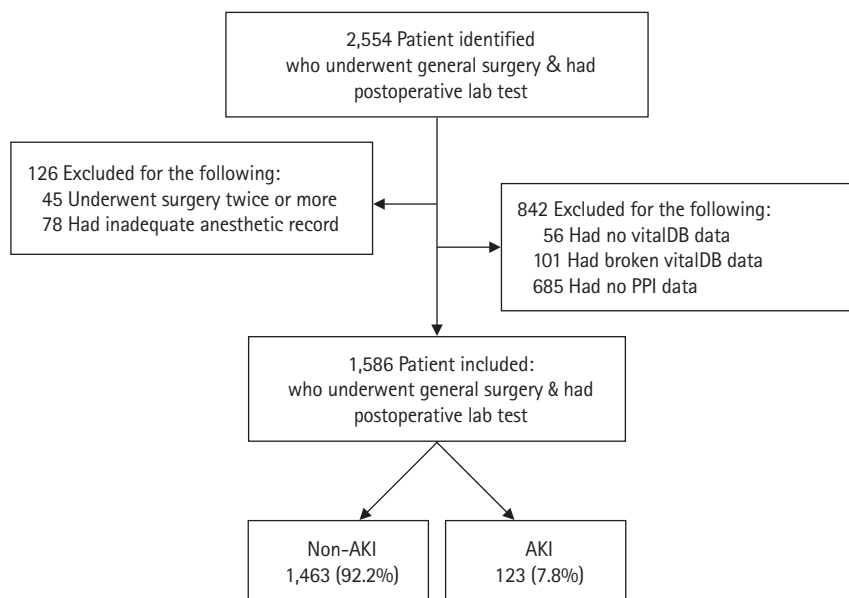 2,554 Patient identified
who underwent general surgery & had
postoperative lab test
126 Excluded for the following:
45 Underwent surgery twice or more
78 Had inadequate anesthetic record
842 Excluded for the following:
56 Had no vitalDB data
101 Had broken vitalDB data
685 Had no PPI data
1,586 Patient included:
who underwent general surgery & had
postoperative lab test
Non-AKI
1,463 (92.2%)
AKI
123 (7.8%)